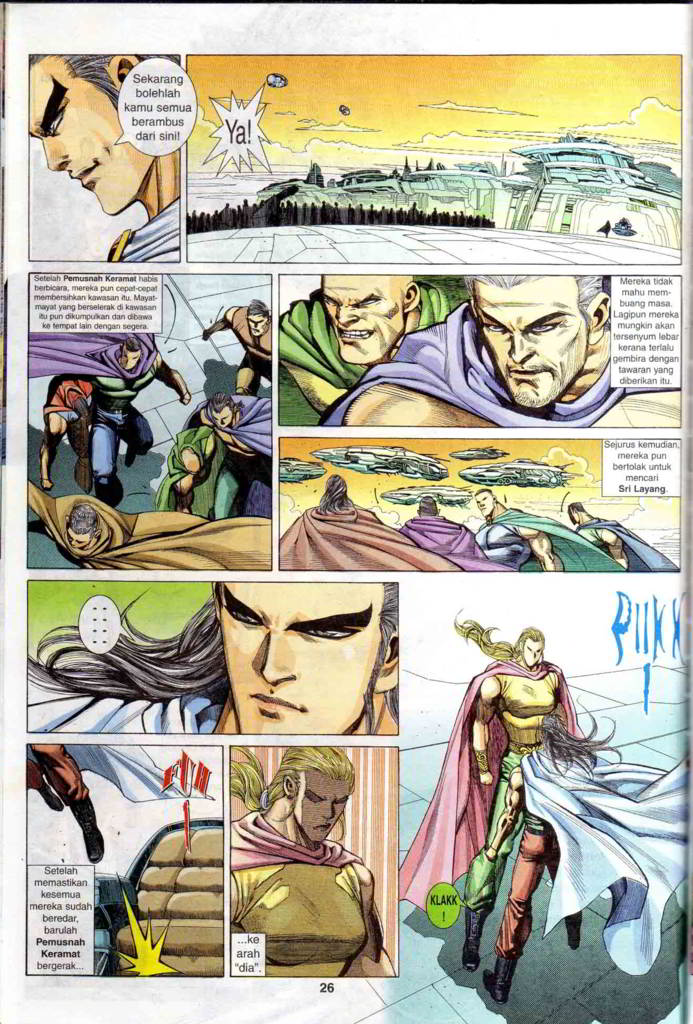 Sekarang
bolehlah
kamu semua
berambus
dari sini!
Ya!
Setelah Pemusnah Keramat habis
berbicara, mereka pun cepat-cepat
membersihkan kawasan itu. Mayat-
mayat yang berselerak di kawasan
itu pun dikumpulkan dan dibawa
ke tempat lain dengan segera.
Mereka tidak
mahu mem-
buang masa.
Lagipun mereka
mungkin akan
tersenyum lebar
kerana terlalu
gembira dengan
tawaran yang
diberikan itu.
Sejurus kemudian,
mereka pun
bertolak untuk
mencari
Sri Layang.
PIKK
!
Setelah
memastikan
kesemua
mereka sudah
beredar,
barulah
Pemusnah
Keramat
bergerak...
...ke
arah
"dia".
KLAKK
!
26